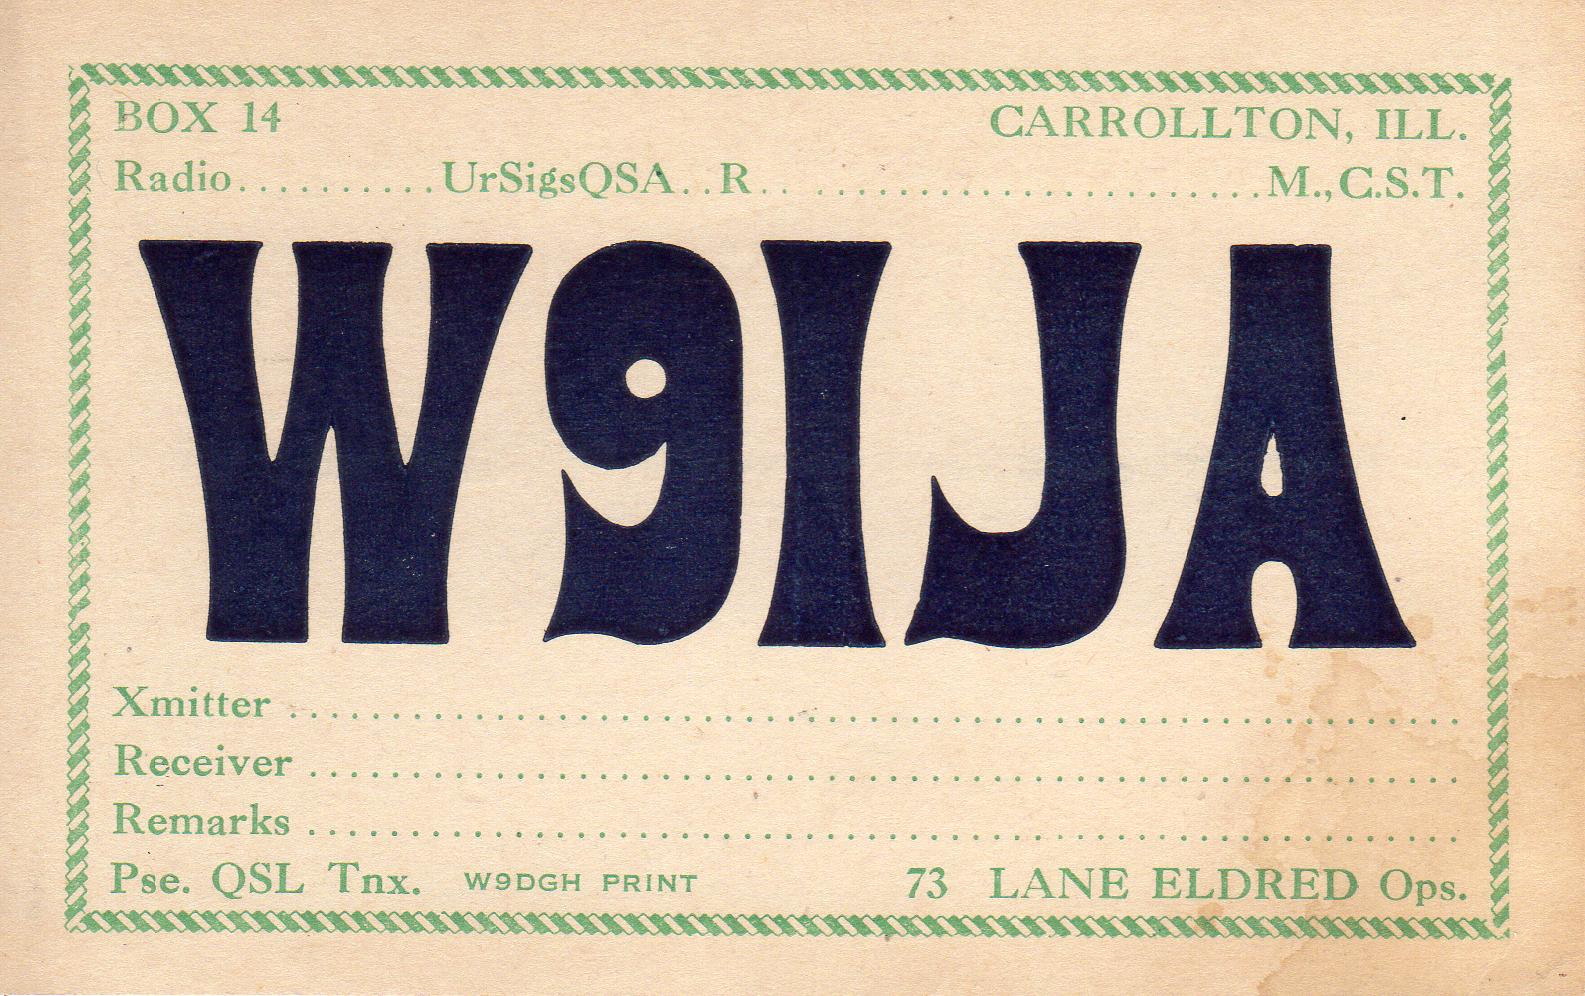 BOX 14 CARROLLTON, ILL.
Radio..........UrSigsQSA..R.. ......................M.,C.S.T.
W9IJA
Xmitter ..........................................................
Receiver .........................................................
Remarks .........................................................
Pse. QSL Tnx. W9DGH PRINT 73 LANE ELDRED Ops.